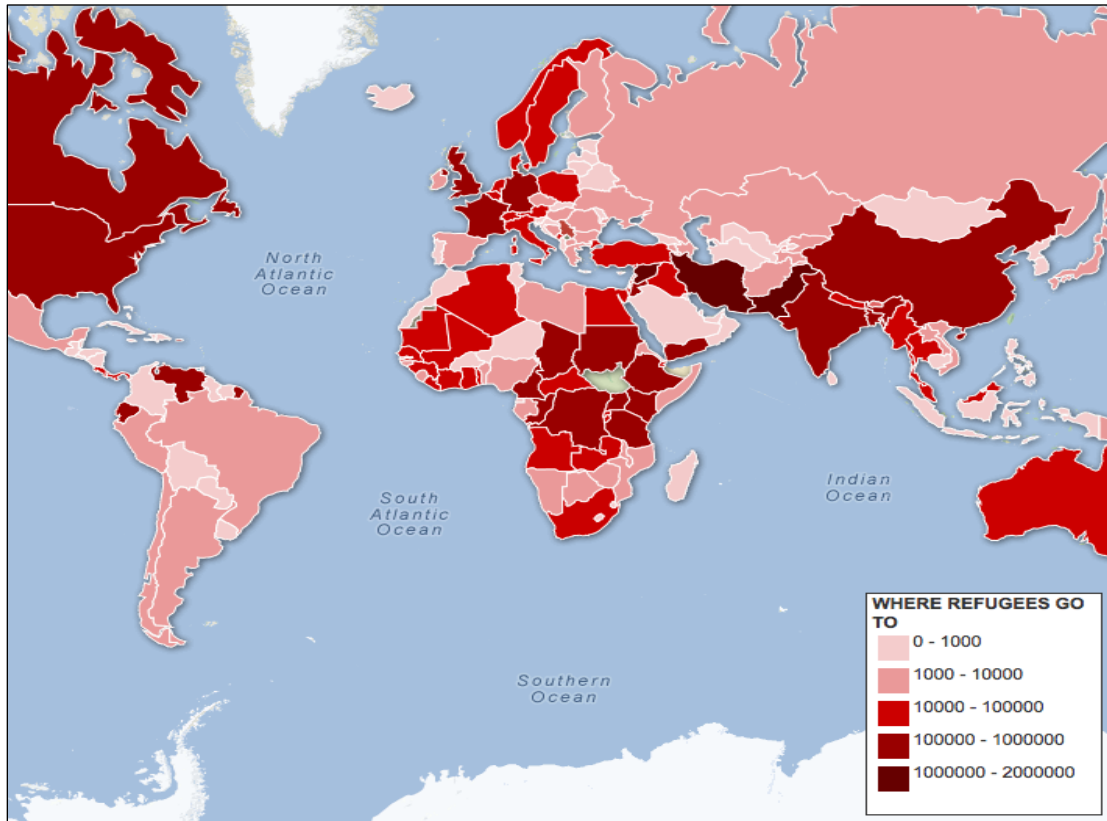 North
Atlantic
Ocean
South
Atlantic
Ocean
Indian
Ocean
Southern
Ocean
WHERE REFUGEES GO
TO
0 - 1000
1000 - 10000
10000 - 100000
100000 - 1000000
1000000 - 2000000